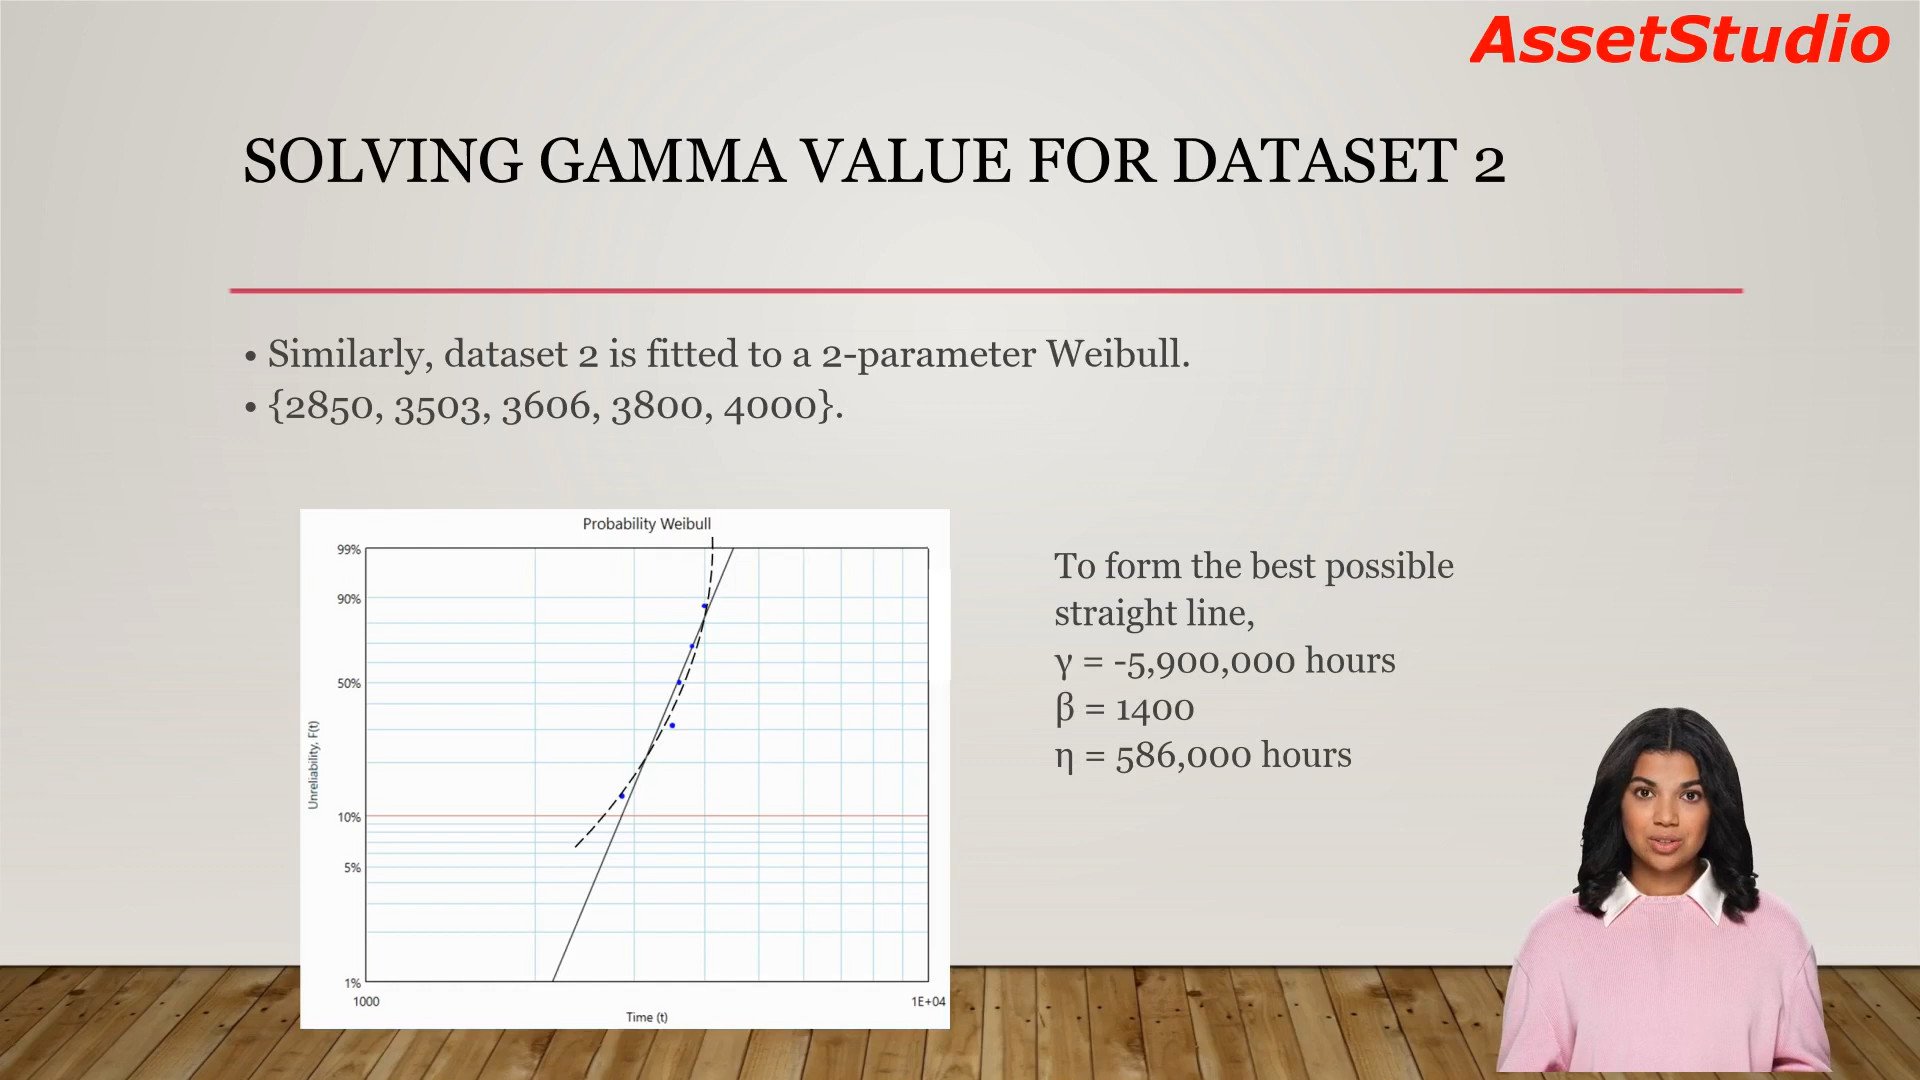 AssetStudio
SOLVING GAMMA VALUE FOR DATASET 2
• Similarly, dataset 2 is fitted to a 2-parameter Weibull.
• {2850, 3503, 3606, 3800, 4000}.
Probability Weibull
99%
90%
50%
10%
5%
1%
Unreliability, F(t)
1000
1E+04
Time (t)
To form the best possible
straight line,
γ = -5,900,000 hours
β = 1400
η = 586,000 hours